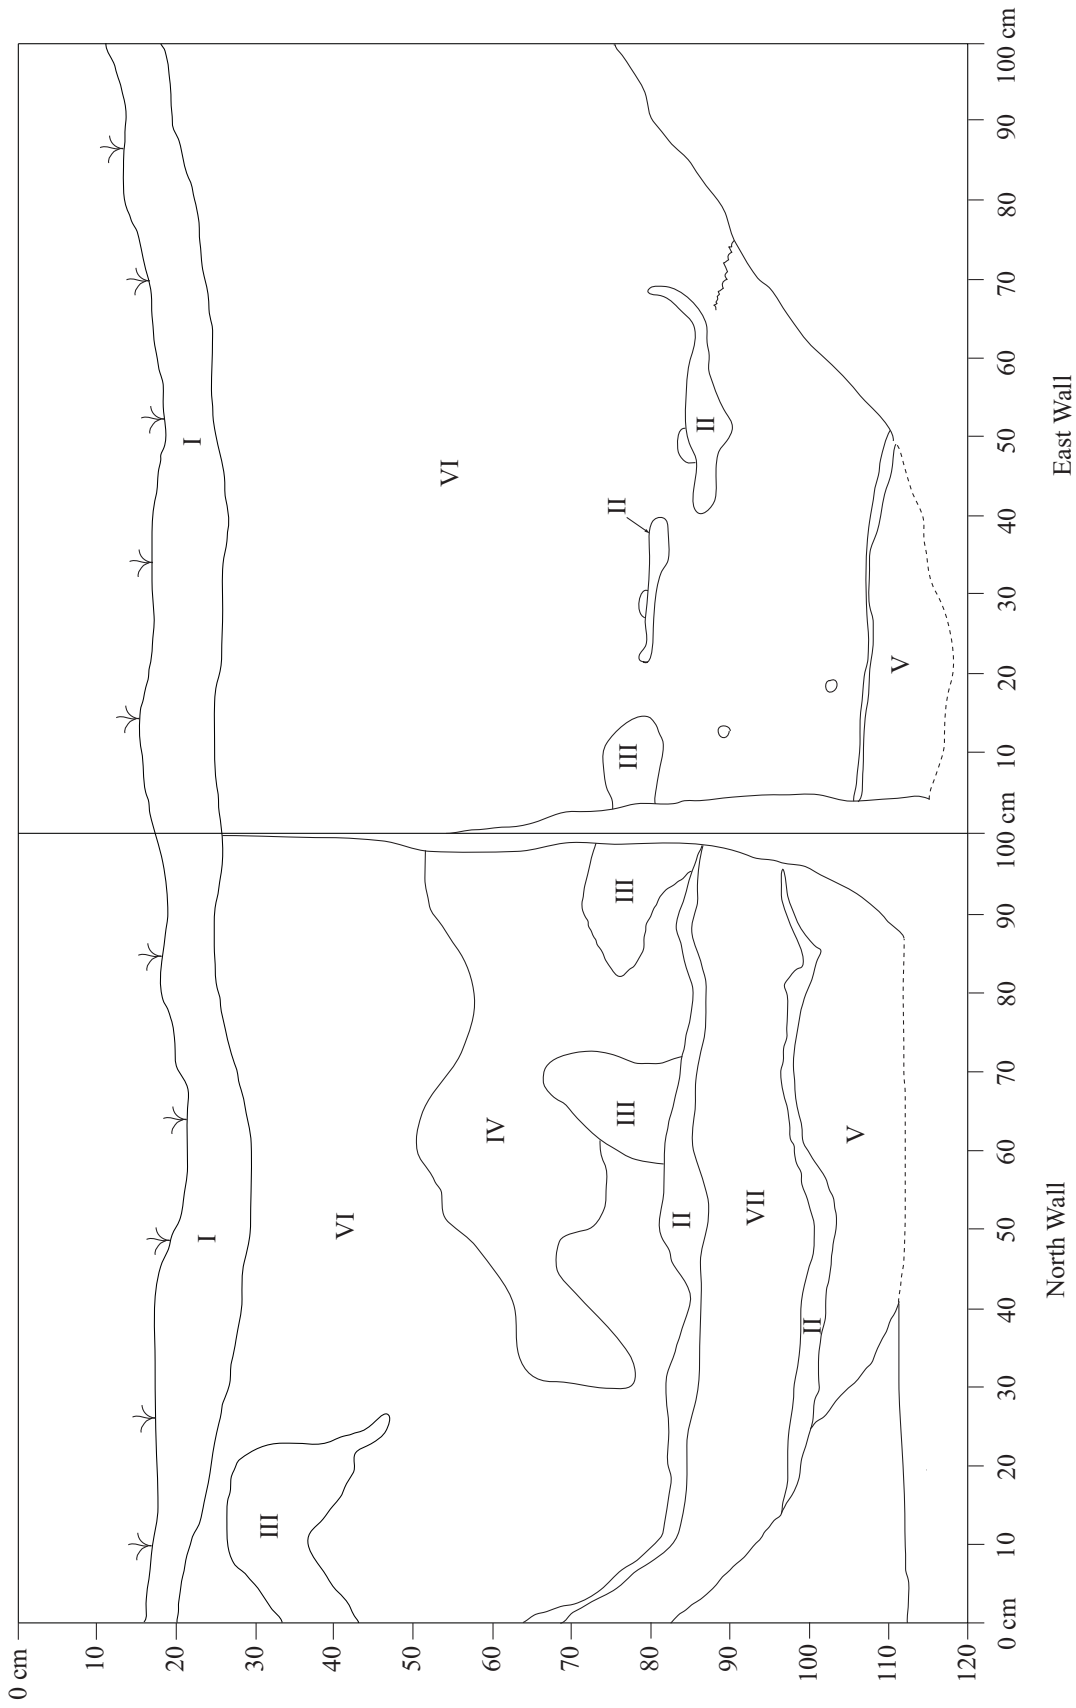 0 cm
10
20
30
40
50
60
70
80
90
100
110
120
I
I
III
VI
VI
IV
II
III
III
III
II
II
VII
II
V
V
0 cm 10 20 30 40 50 60 70 80 90 100 cm 10 20 30 40 50 60 70 80 90 100 cm
North Wall
East Wall